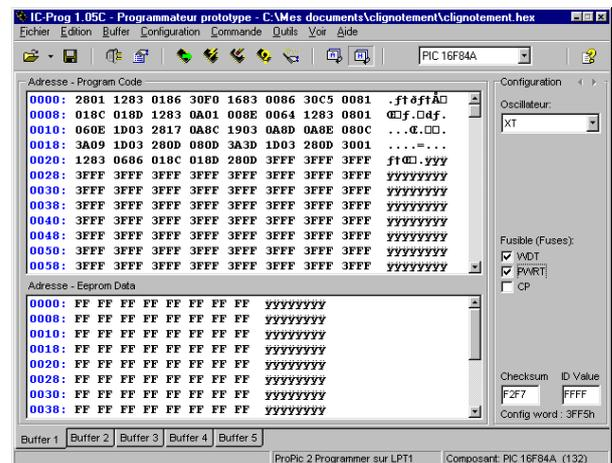 IC-Prog 1.05C - Programmateur prototype - C:\Mes documents\clignotement\clignotement.hex
Fichier Edition Buffer Configuration Commande Outils Voir Aide
PIC 16F84A
Adresse - Program Code
0000: 2801 1283 0186 30F0 1683 0086 30C5 0081 .ƒ†ðƒ†Å□
0008: 018C 018D 1283 0A01 008E 0064 1283 0801 Œ□ƒ.□dƒ.
0010: 060E 1D03 2817 0A8C 1903 0A8D 0A8E 080C ...Œ.□□.
0018: 3A09 1D03 280D 080D 3A3D 1D03 280D 3001 ....=...
0020: 1283 0686 018C 018D 280D 3FFF 3FFF 3FFF ƒ†Œ□.ÿÿÿ
0028: 3FFF 3FFF 3FFF 3FFF 3FFF 3FFF 3FFF 3FFF ÿÿÿÿÿÿÿÿ
0030: 3FFF 3FFF 3FFF 3FFF 3FFF 3FFF 3FFF 3FFF ÿÿÿÿÿÿÿÿ
0038: 3FFF 3FFF 3FFF 3FFF 3FFF 3FFF 3FFF 3FFF ÿÿÿÿÿÿÿÿ
0040: 3FFF 3FFF 3FFF 3FFF 3FFF 3FFF 3FFF 3FFF ÿÿÿÿÿÿÿÿ
0048: 3FFF 3FFF 3FFF 3FFF 3FFF 3FFF 3FFF 3FFF ÿÿÿÿÿÿÿÿ
0050: 3FFF 3FFF 3FFF 3FFF 3FFF 3FFF 3FFF 3FFF ÿÿÿÿÿÿÿÿ
0058: 3FFF 3FFF 3FFF 3FFF 3FFF 3FFF 3FFF 3FFF ÿÿÿÿÿÿÿÿ
Adresse - Eeprom Data
0000: FF FF FF FF FF FF FF FF ÿÿÿÿÿÿÿÿ
0008: FF FF FF FF FF FF FF FF ÿÿÿÿÿÿÿÿ
0010: FF FF FF FF FF FF FF FF ÿÿÿÿÿÿÿÿ
0018: FF FF FF FF FF FF FF FF ÿÿÿÿÿÿÿÿ
0020: FF FF FF FF FF FF FF FF ÿÿÿÿÿÿÿÿ
0028: FF FF FF FF FF FF FF FF ÿÿÿÿÿÿÿÿ
0030: FF FF FF FF FF FF FF FF ÿÿÿÿÿÿÿÿ
0038: FF FF FF FF FF FF FF FF ÿÿÿÿÿÿÿÿ
Configuration
Oscillateur:
XT
Fusible (Fuses):
WDT
PWRT
CP
Checksum ID Value
F2F7 FFFF
Config word : 3FF5h
Buffer 1 Buffer 2 Buffer 3 Buffer 4 Buffer 5
ProPic 2 Programmer sur LPT1 Composant: PIC 16F84A (132)